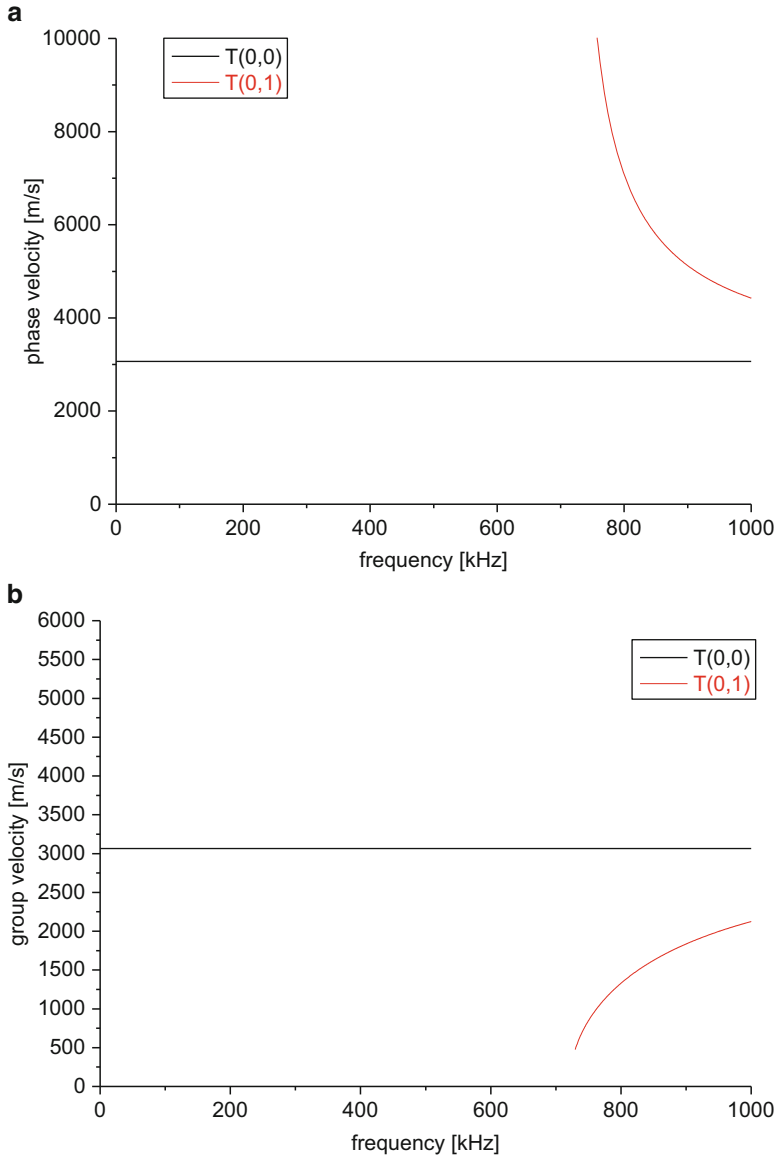 a
10000
8000
6000
4000
2000
0
phase velocity [m/s]
T(0,0)
T(0,1)
0 200 400 600 800 1000
frequency [kHz]
b
6000
5500
5000
4500
4000
3500
3000
2500
2000
1500
1000
500
0
group velocity [m/s]
T(0,0)
T(0,1)
0 200 400 600 800 1000
frequency [kHz]